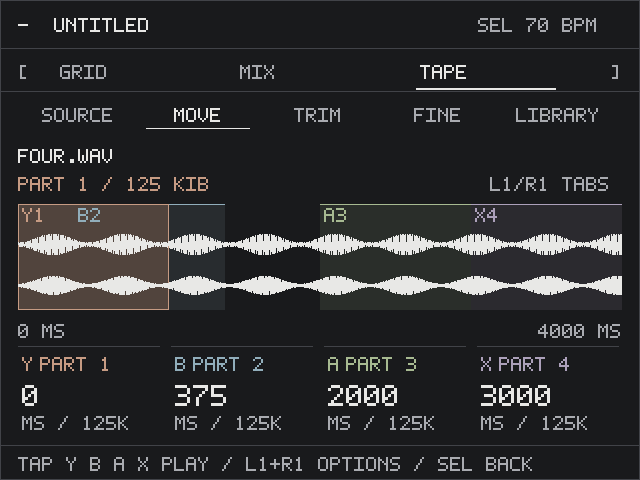 – UNTITLED SEL 70 BPM
[ GRID MIX TAPE ]
SOURCE MOVE TRIM FINE LIBRARY
FOUR.WAV
PART 1 / 125 KIB L1/R1 TABS
Y1 B2 A3 X4
0 MS 4000 MS
Y PART 1 B PART 2 A PART 3 X PART 4
0 375 2000 3000
MS / 125K MS / 125K MS / 125K MS / 125K
TAP Y B A X PLAY / L1+R1 OPTIONS / SEL BACK